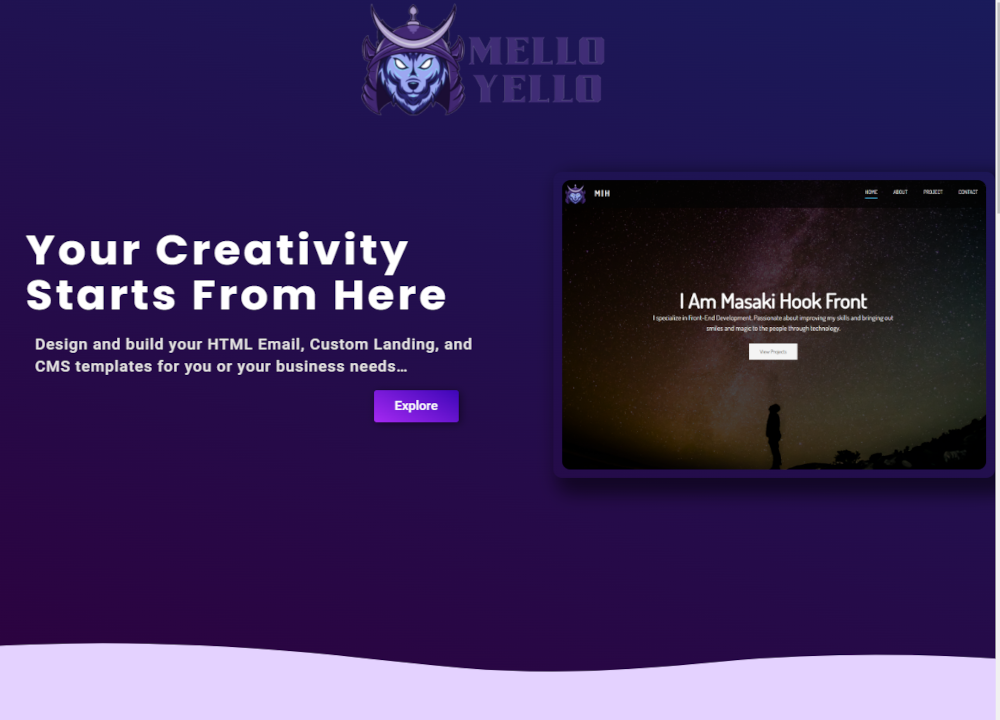 MELLO
YELLO
Your Creativity
Starts From Here
Design and build your HTML Email, Custom Landing, and
CMS templates for you or your business needs…
Explore
MIH
HOME ABOUT PROJECT CONTACT
I Am Masaki Hook Front
I specialize in Front-End Development, Passionate about improving my skills and bringing out
smiles and magic to the people through technology.
View Projects